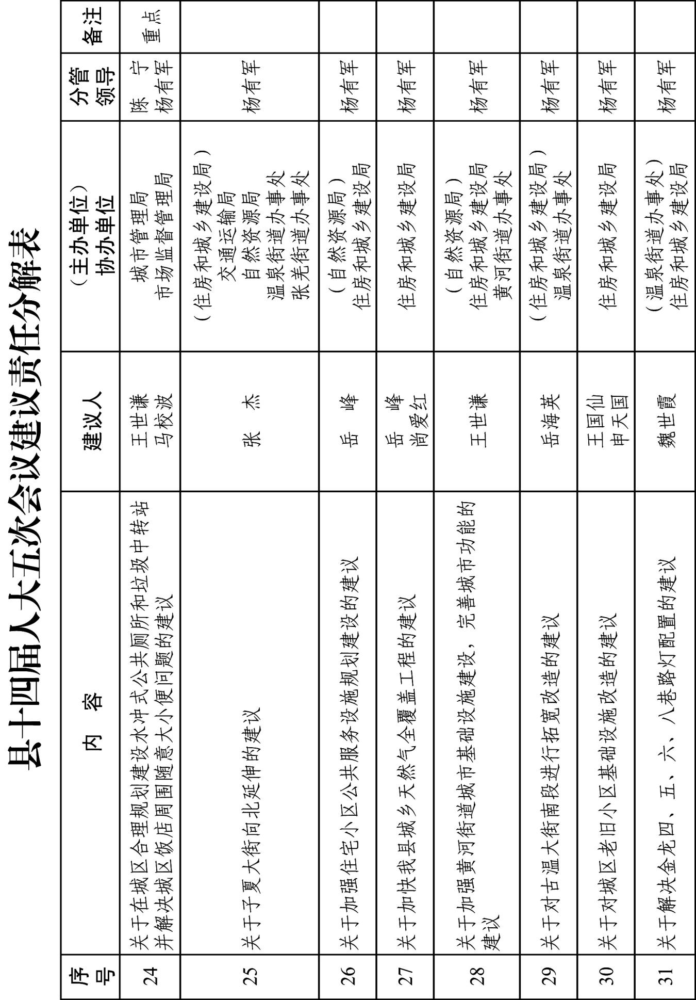 县十四届人大五次会议建议责任分解表
序号
内 容
建议人
（主办单位）
协办单位
分管
领导
备注
24
关于在城区合理规划建设水冲式公共厕所和垃圾中转站
并解决城区饭店周围随意大小便问题的建议
王世谦
马校波
城市管理局
市场监督管理局
陈 宁
杨有军
重点
25
关于子夏大街向北延伸的建议
张 杰
（住房和城乡建设局）
交通运输局
自然资源局
温泉街道办事处
张羌街道办事处
杨有军
26
关于加强住宅小区公共服务设施规划建设的建议
岳 峰
（自然资源局）
住房和城乡建设局
杨有军
27
关于加快我县城乡天然气全覆盖工程的建议
岳 峰
尚爱红
住房和城乡建设局
杨有军
28
关于加强黄河街道城市基础设施建设，完善城市功能的
建议
王世谦
（自然资源局）
住房和城乡建设局
黄河街道办事处
杨有军
29
关于对古温大街南段进行拓宽改造的建议
岳海英
（住房和城乡建设局）
温泉街道办事处
杨有军
30
关于对城区老旧小区基础设施改造的建议
王国仙
申天国
住房和城乡建设局
杨有军
31
关于解决金龙四、五、六、八巷路灯配置的建议
魏世霞
（温泉街道办事处）
住房和城乡建设局
杨有军